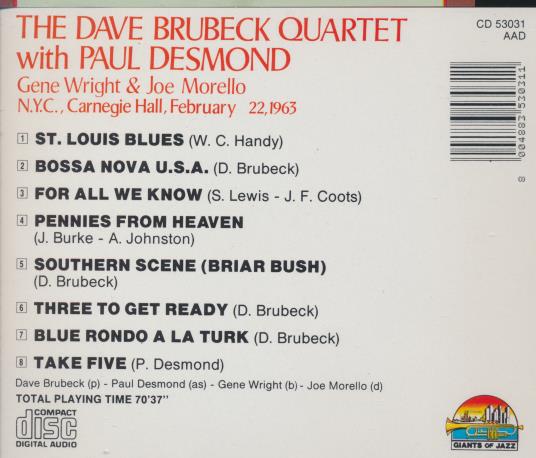 THE DAVE BRUBECK QUARTET
with PAUL DESMOND
Gene Wright & Joe Morello
N.Y.C., Carnegie Hall, February 22, 1963
CD 53031
AAD
8 004883 530311
1 ST. LOUIS BLUES (W. C. Handy)
2 BOSSA NOVA U.S.A. (D. Brubeck)
3 FOR ALL WE KNOW (S. Lewis - J. F. Coots)
4 PENNIES FROM HEAVEN
(J. Burke - A. Johnston)
5 SOUTHERN SCENE (BRIAR BUSH)
(D. Brubeck)
6 THREE TO GET READY (D. Brubeck)
7 BLUE RONDO A LA TURK (D. Brubeck)
8 TAKE FIVE (P. Desmond)
Dave Brubeck (p) - Paul Desmond (as) - Gene Wright (b) - Joe Morello (d)
TOTAL PLAYING TIME 70'37''
COMPACT
disc
DIGITAL AUDIO
GIANTS OF JAZZ